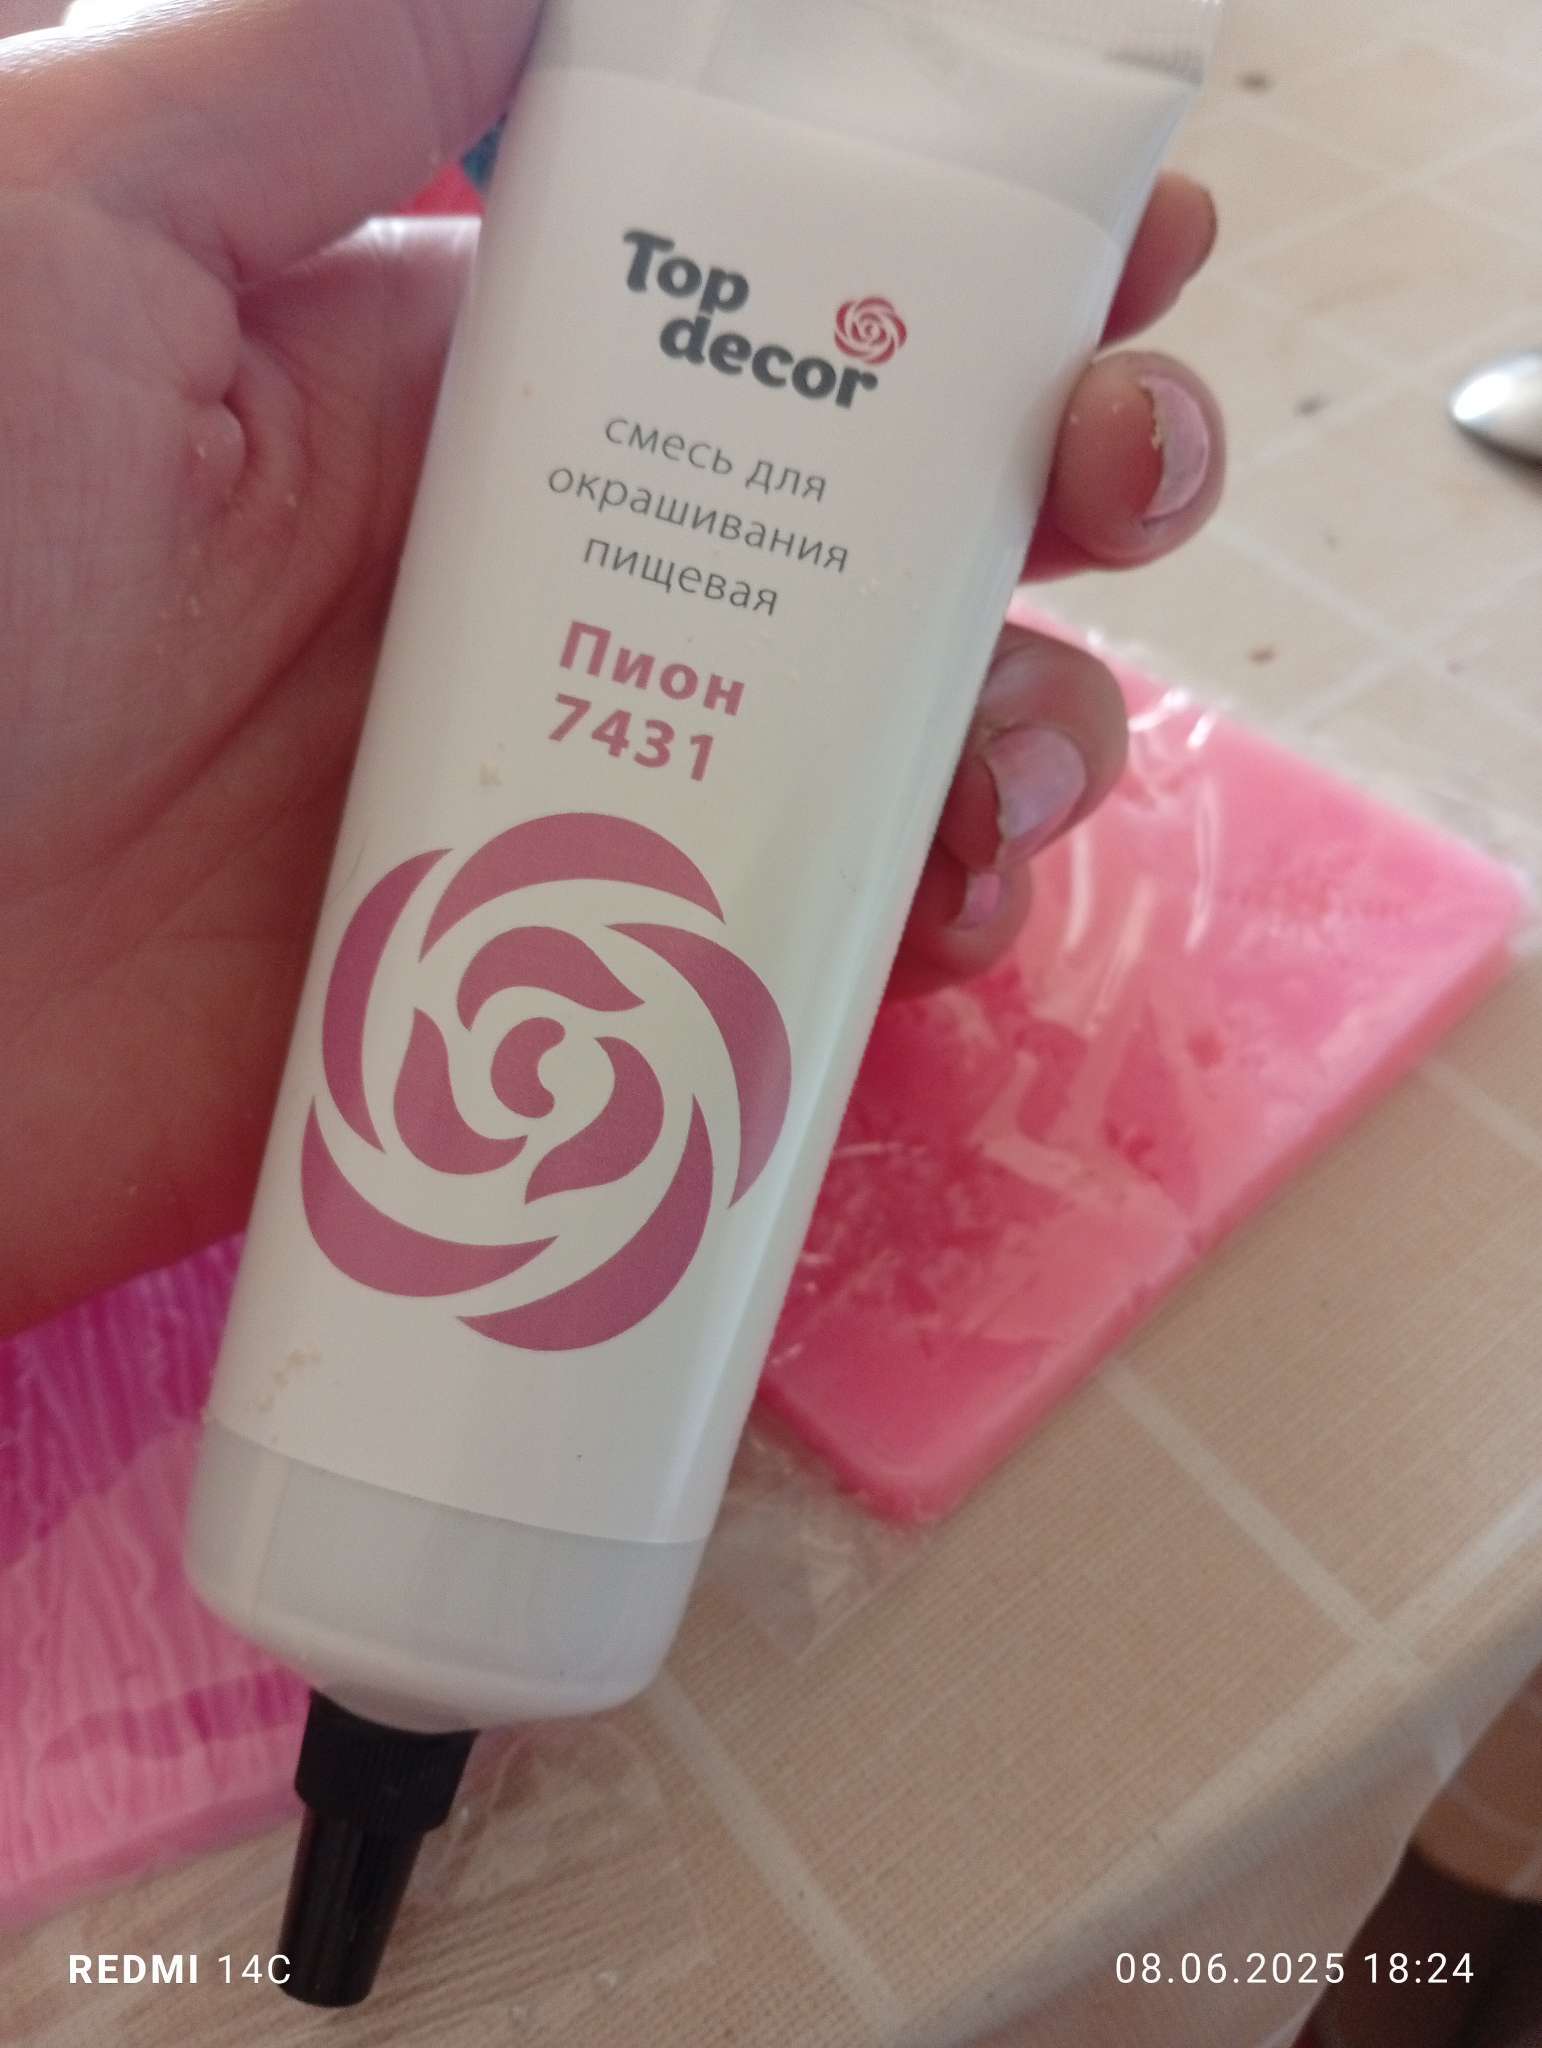 Top
decor
смесь для
окрашивания
пищевая
Пион
7431
REDMI 14C
08.06.2025 18:24